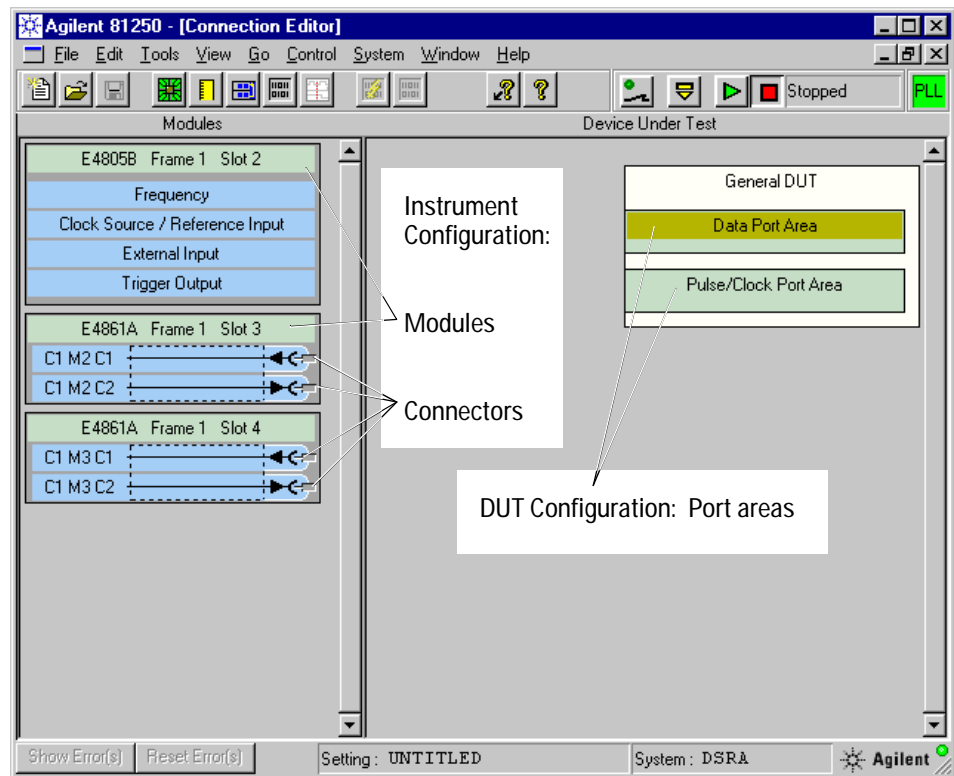 Agilent 81250 - [Connection Editor]
File Edit Tools View Go Control System Window Help
Stopped
PLL
Modules
Device Under Test
E4805B Frame 1 Slot 2
Frequency
Clock Source / Reference Input
External Input
Trigger Output
E4861A Frame 1 Slot 3
C1 M2 C1
C1 M2 C2
E4861A Frame 1 Slot 4
C1 M3 C1
C1 M3 C2
Instrument
Configuration:
Modules
Connectors
General DUT
Data Port Area
Pulse/Clock Port Area
DUT Configuration: Port areas
Show Error(s)
Reset Error(s)
Setting: UNTITLED
System: DSRA
Agilent